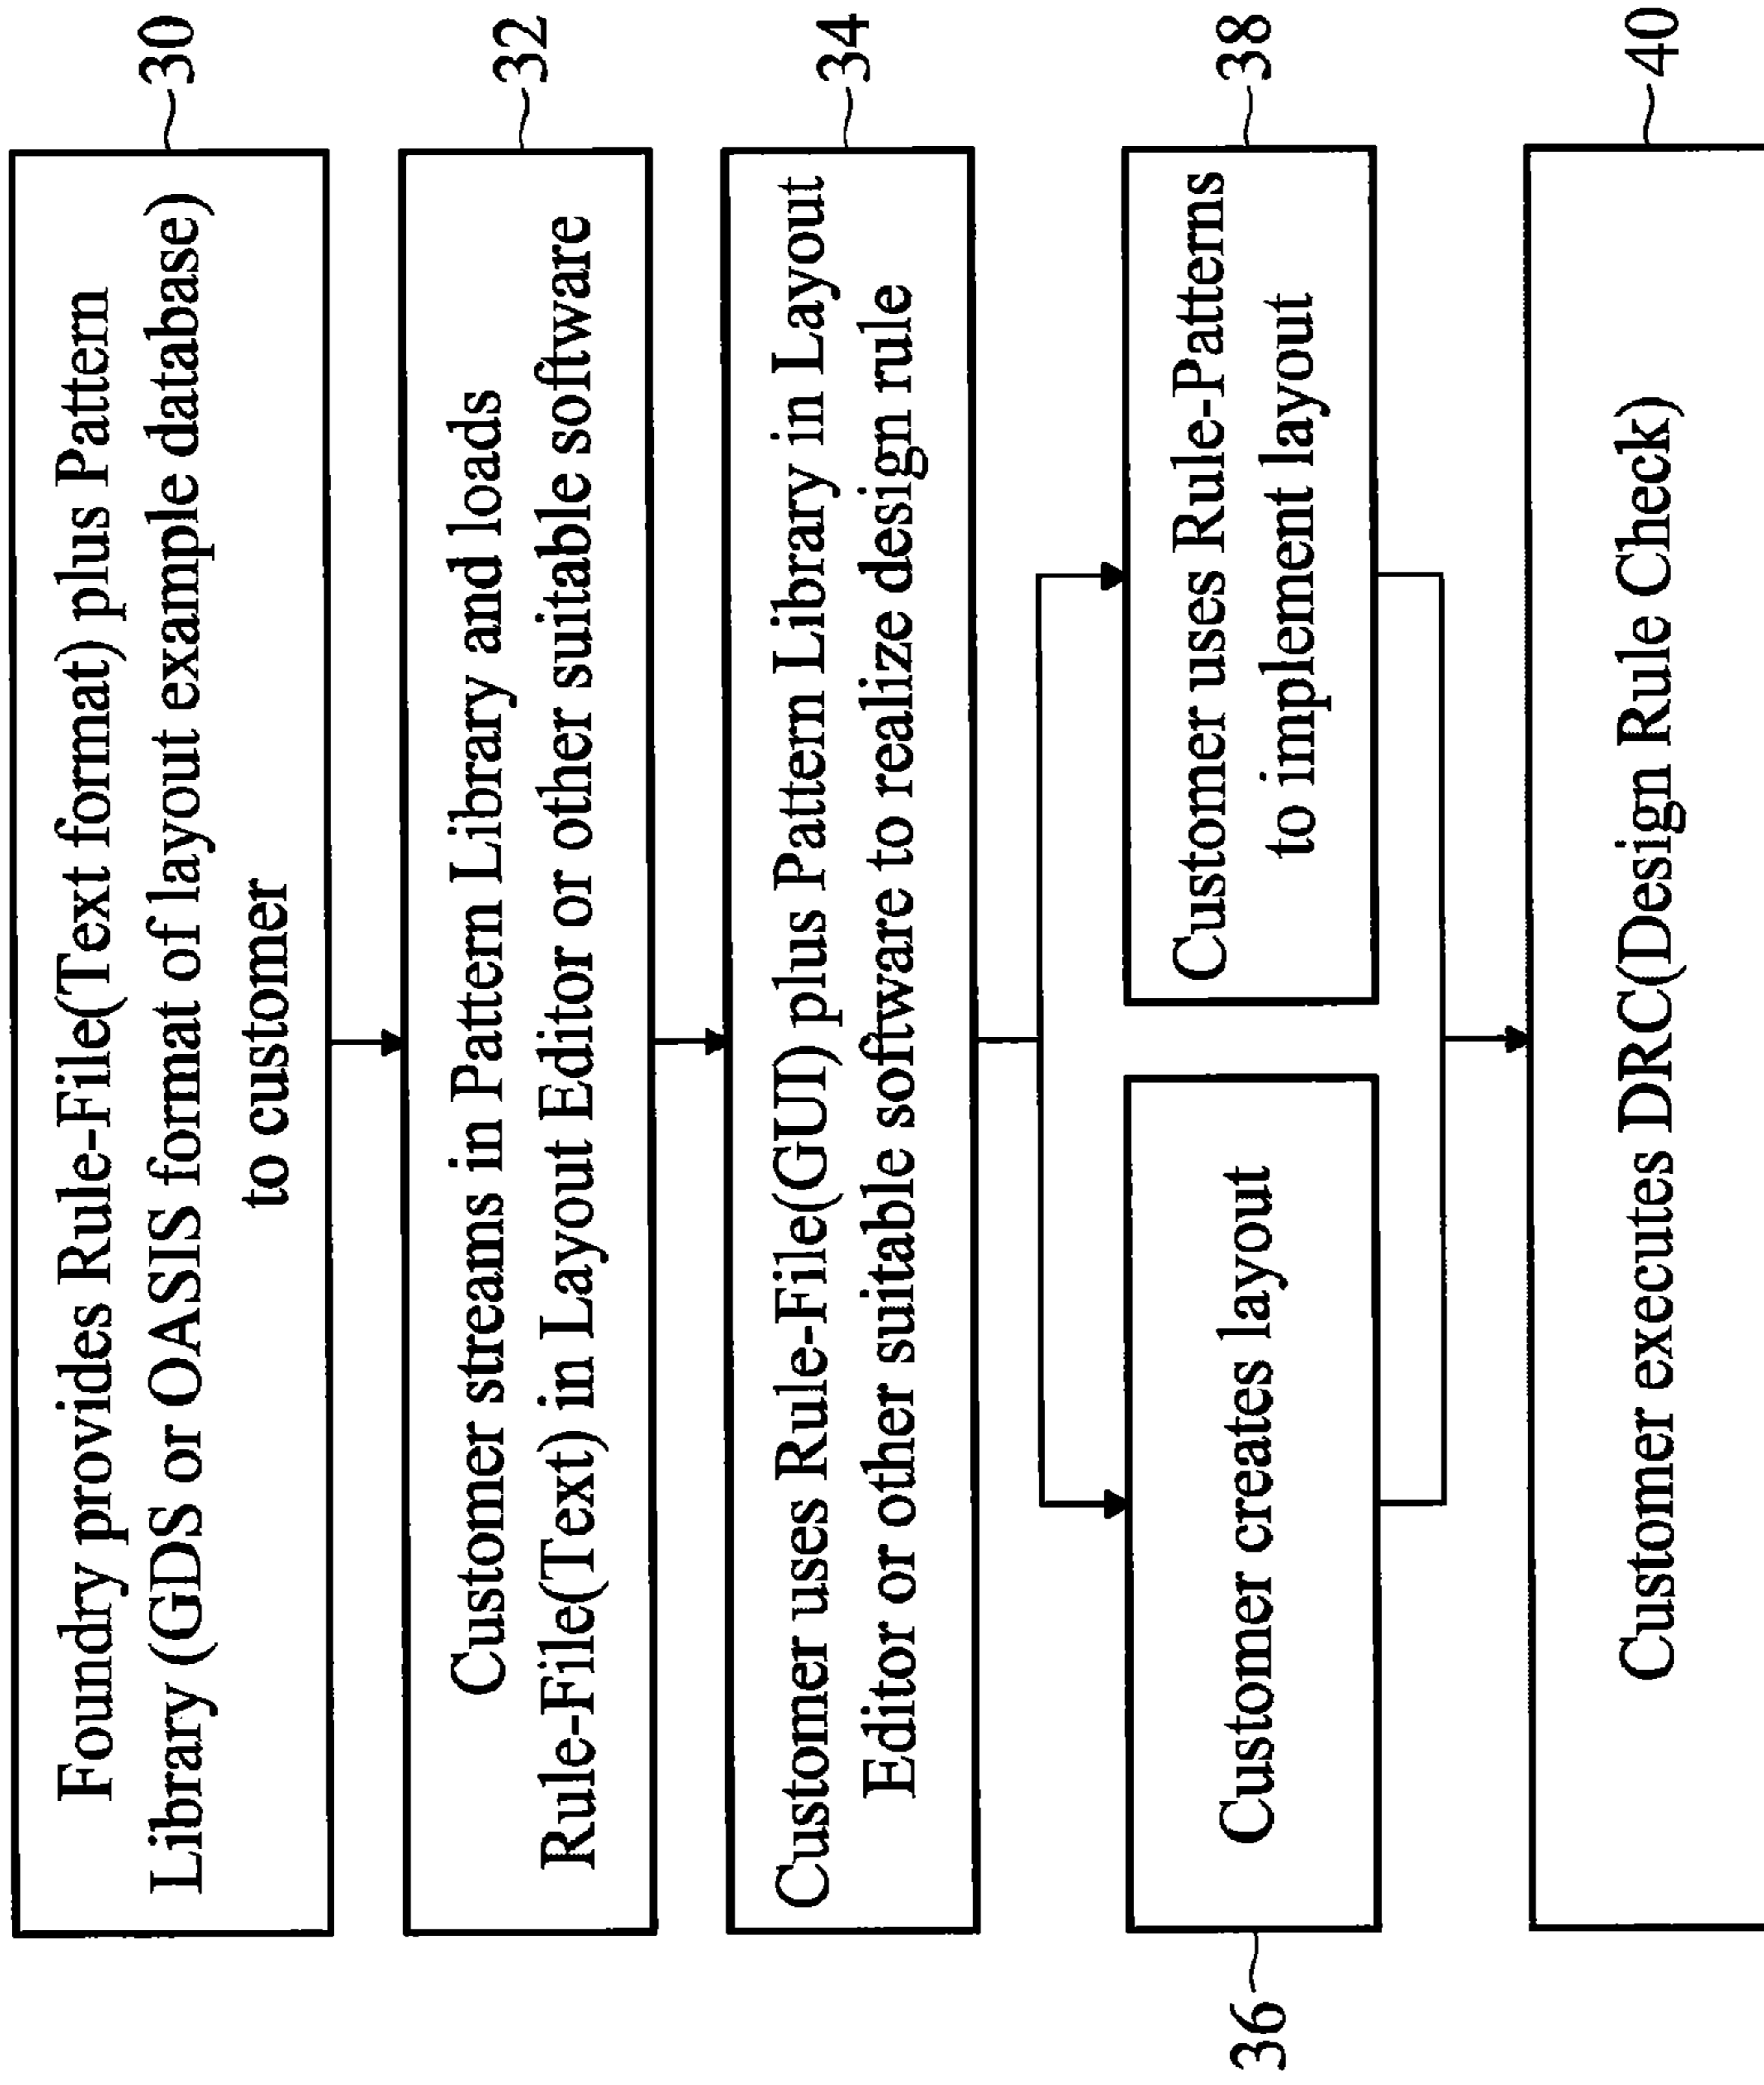 Foundry provides Rule-File(Text format) plus Pattern
Library (GDS or OASIS format of layout example database)
to customer
30
Customer streams in Pattern Library and loads
Rule-File(Text) in Layout Editor or other suitable software
32
Customer uses Rule-File(GUI) plus Pattern Library in Layout
Editor or other suitable software to realize design rule
34
36
Customer creates layout
Customer uses Rule-Patterns
to implement layout
38
Customer executes DRC(Design Rule Check)
40